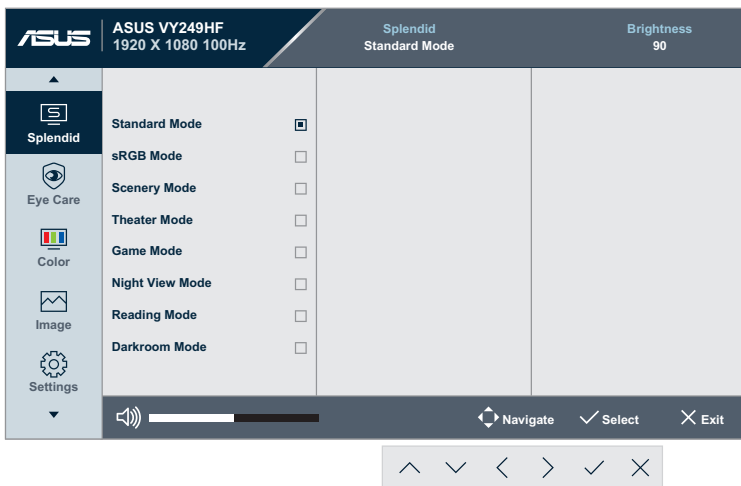 ASUS
ASUS VY249HF
1920 X 1080 100Hz
Splendid
Standard Mode
Brightness
90
Splendid
Eye Care
Color
Image
Settings
Standard Mode
sRGB Mode
Scenery Mode
Theater Mode
Game Mode
Night View Mode
Reading Mode
Darkroom Mode
Navigate
Select
Exit